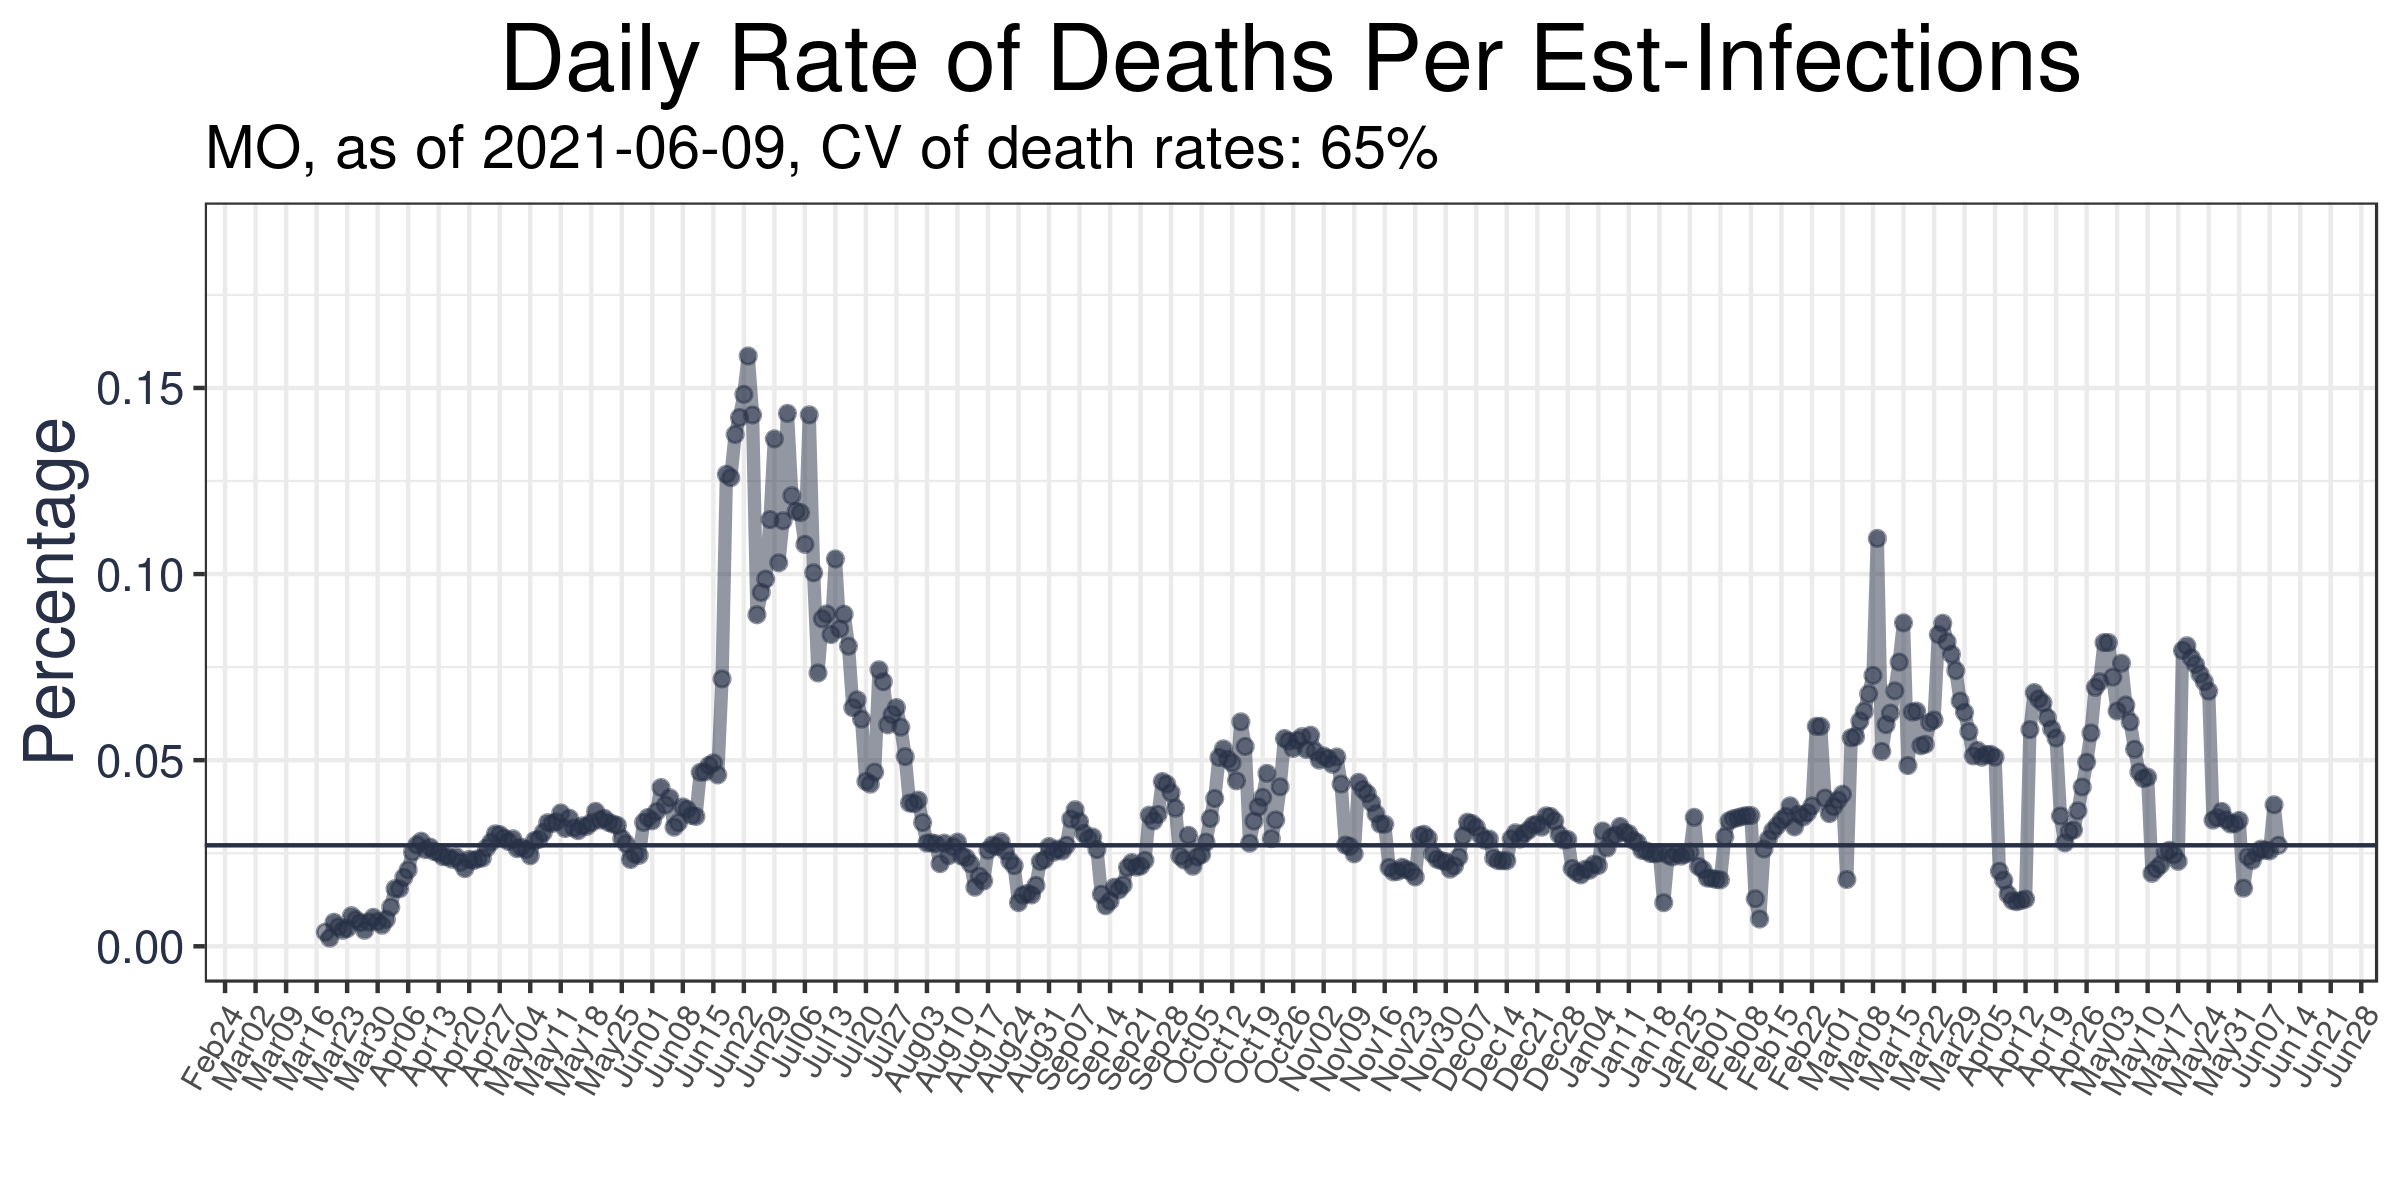 Daily Rate of Deaths Per Est-Infections
MO, as of 2021-06-09, CV of death rates: 65%
Percentage
0.15
0.10
0.05
0.00
Feb24
Mar02
Mar09
Mar16
Mar23
Mar30
Apr06
Apr13
Apr20
Apr27
May04
May11
May18
May25
Jun01
Jun08
Jun15
Jun22
Jun29
Jul06
Jul13
Jul20
Jul27
Aug03
Aug10
Aug17
Aug24
Aug31
Sep07
Sep14
Sep21
Sep28
Oct05
Oct12
Oct19
Oct26
Nov02
Nov09
Nov16
Nov23
Nov30
Dec07
Dec14
Dec21
Dec28
Jan04
Jan11
Jan18
Jan25
Feb01
Feb08
Feb15
Feb22
Mar01
Mar08
Mar15
Mar22
Mar29
Apr05
Apr12
Apr19
Apr26
May03
May10
May17
May24
May31
Jun07
Jun14
Jun21
Jun28